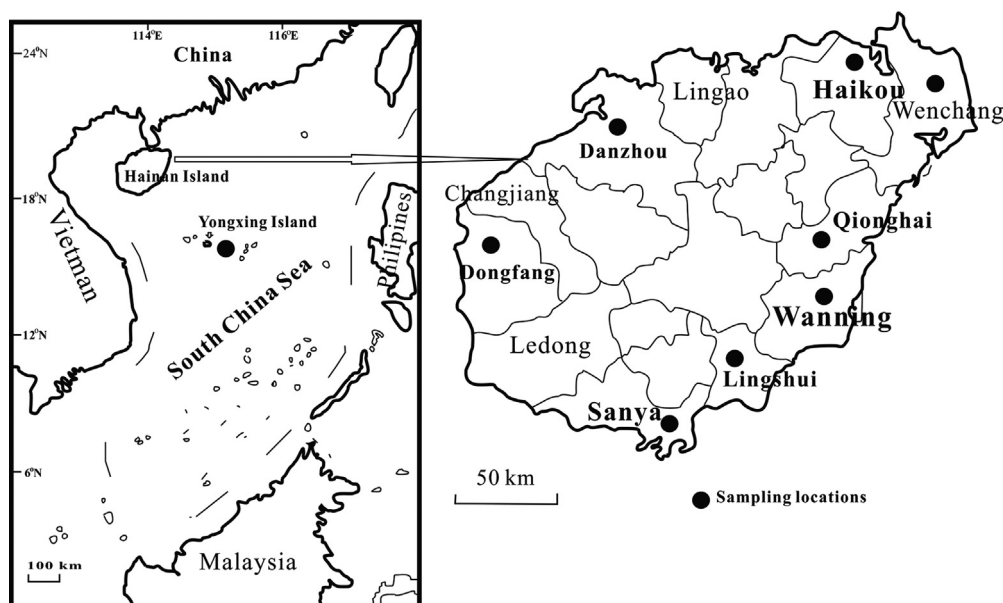 114°E
116°E
24°N
China
Hainan Island
18°N
Yongxing Island
Vietman
Philipines
South China Sea
12°N
6°N
Malaysia
100 km
Lingao
Haikou
Wenchang
Danzhou
Changjiang
Qionghai
Dongfang
Wanning
Ledong
Lingshui
Sanya
50 km
Sampling locations